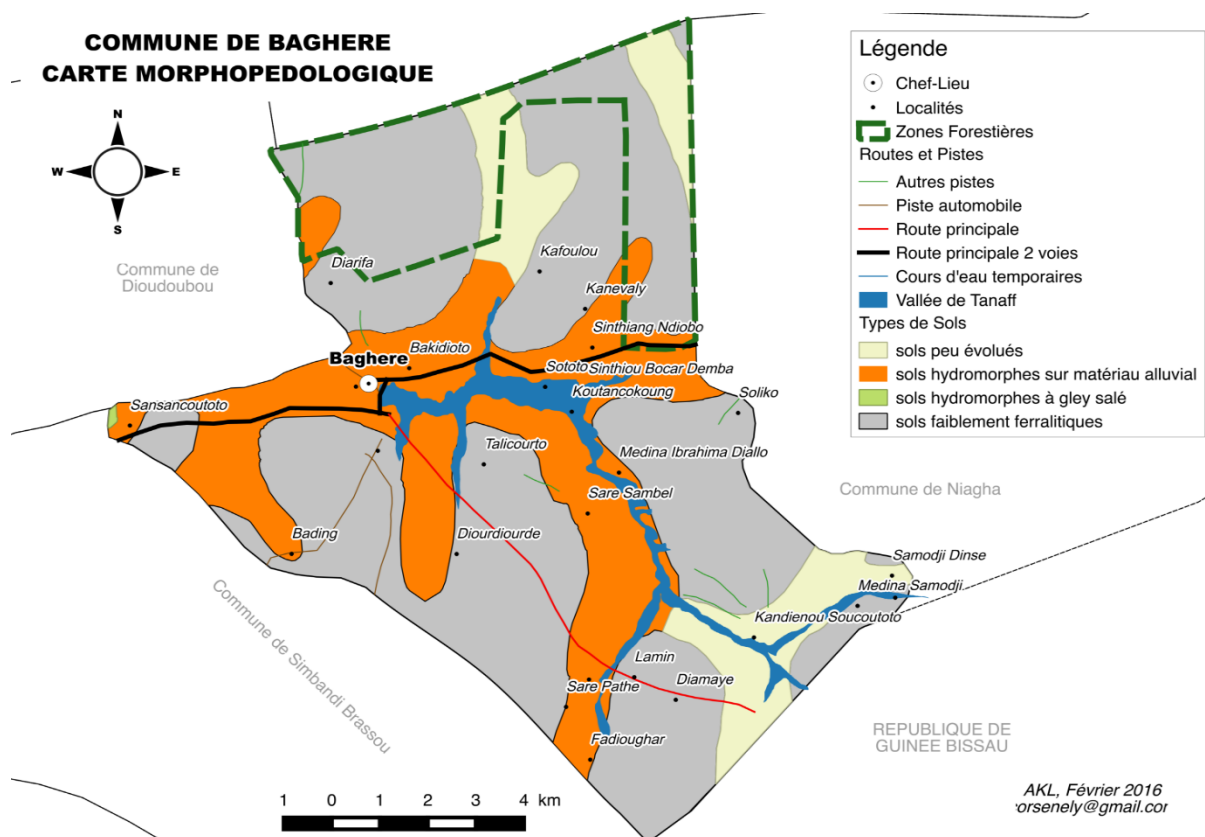 COMMUNE DE BAGHERE
CARTE MORPHOPEDOLOGIQUE
N
W
E
S
Commune de
Dioudoubou
Diarifa
Kafoulou
Kanevaly
Sinthiang Ndiobo
Bakidioto
Baghere
Sototo
Sinthiou Bocar Demba
Koutancokoung
Soliko
Sansancoutoto
Talicourto
Medina Ibrahima Diallo
Sare Sambel
Commune de Niagha
Bading
Diourdiourde
Samodji Dinse
Medina Samodji
Kandienou Soucoutoto
Commune de Simbandi Brassou
Lamin
Sare Pathe
Diamaye
Fadioughar
REPUBLIQUE DE
GUINEE BISSAU
1 0 1 2 3 4 km
AKL, Février 2016
orsenely@gmail.cor
Légende
Chef-Lieu
Localités
Zones Forestières
Routes et Pistes
Autres pistes
Piste automobile
Route principale
Route principale 2 voies
Cours d'eau temporaires
Vallée de Tanaff
Types de Sols
sols peu évolués
sols hydromorphes sur matériau alluvial
sols hydromorphes à gley salé
sols faiblement ferralitiques